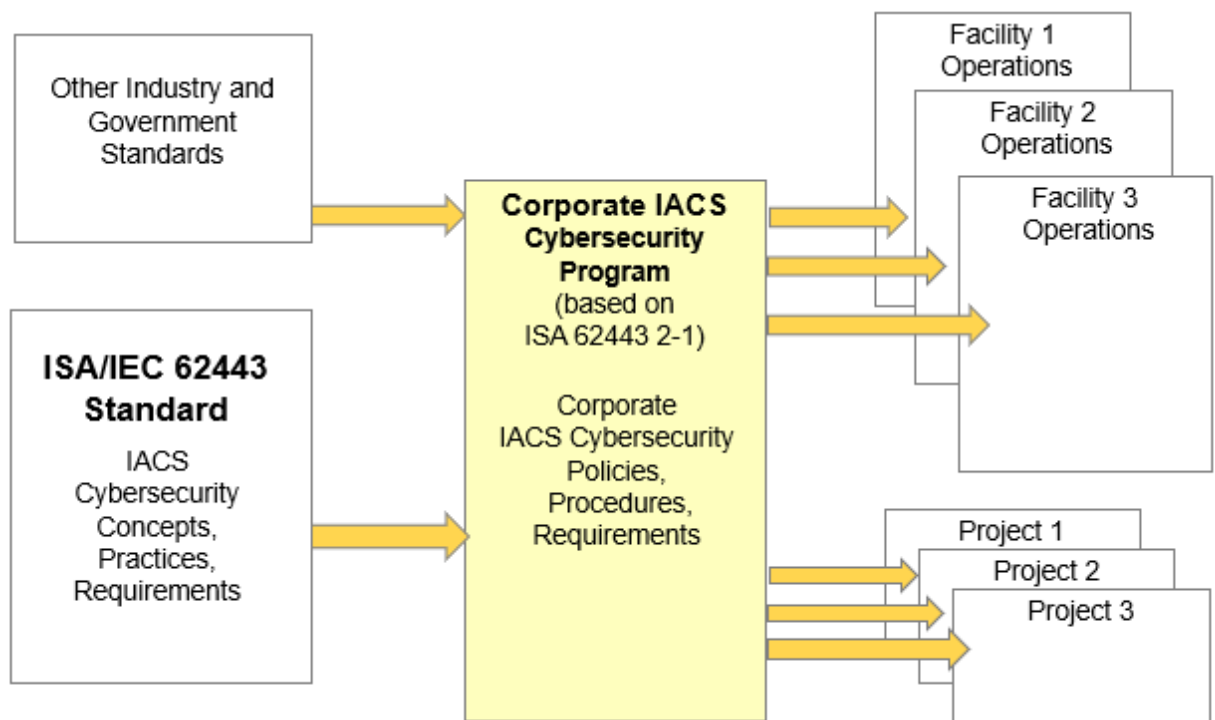 Other Industry and
Government
Standards
ISA/IEC 62443
Standard
IACS
Cybersecurity
Concepts,
Practices,
Requirements
Corporate IACS
Cybersecurity
Program
(based on
ISA 62443 2-1)
Corporate
IACS Cybersecurity
Policies,
Procedures,
Requirements
Facility 1
Operations
Facility 2
Operations
Facility 3
Operations
Project 1
Project 2
Project 3